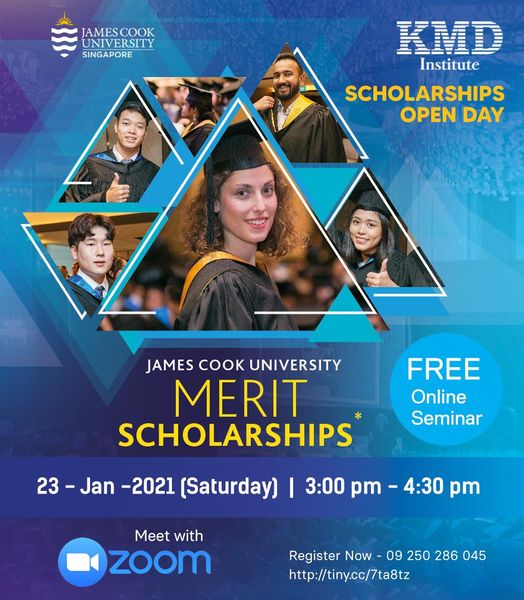 JAMES COOK
UNIVERSITY
SINGAPORE
KMD
Institute
SCHOLARSHIPS
OPEN DAY
JAMES COOK UNIVERSITY
MERIT
SCHOLARSHIPS*
FREE
Online
Seminar
23 - Jan -2021 (Saturday) | 3:00 pm - 4:30 pm
Meet with
zoom
Register Now - 09 250 286 045
http://tiny.cc/7ta8tz